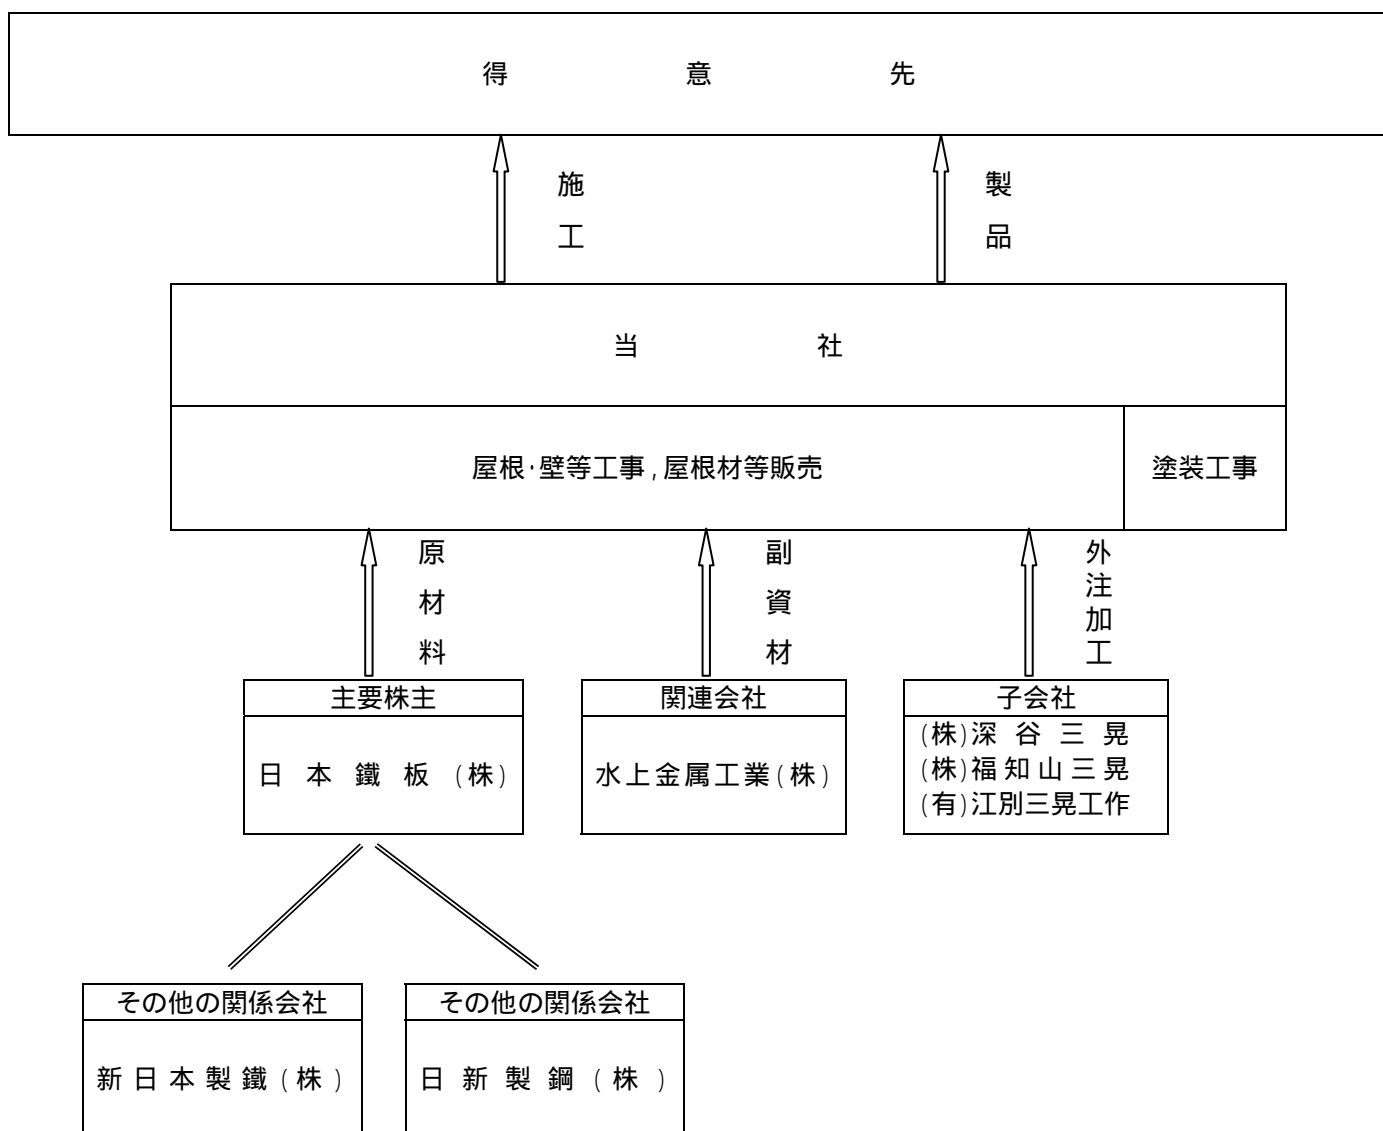 得意先
施工
製品
当社
屋根・壁等工事,屋根材等販売
塗装工事
原材料
副資材
外注加工
主要株主
日本鐵板(株)
関連会社
水上金属工業(株)
子会社
(株)深谷三晃
(株)福知山三晃
(有)江別三晃工作
その他の関係会社
新日本製鐵(株)
その他の関係会社
日新製鋼(株)